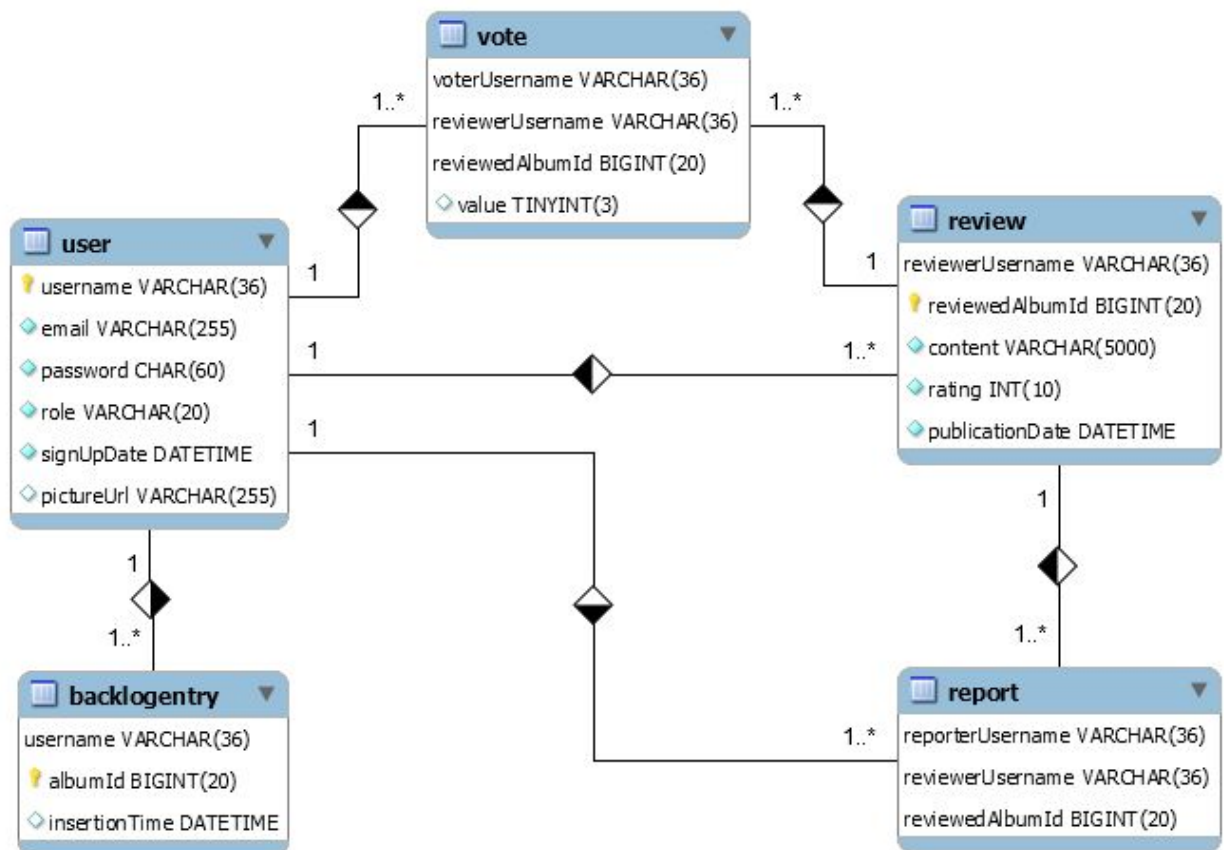 vote
voterUsername VARCHAR(36)
reviewerUsername VARCHAR(36)
reviewedAlbumId BIGINT(20)
value TINYINT(3)
1..*
1..*
user
username VARCHAR(36)
email VARCHAR(255)
password CHAR(60)
role VARCHAR(20)
signUpDate DATETIME
pictureUrl VARCHAR(255)
1
1
1
1
1..*
review
reviewerUsername VARCHAR(36)
reviewedAlbumId BIGINT(20)
content VARCHAR(5000)
rating INT(10)
publicationDate DATETIME
1
1..*
1
1..*
1..*
backlogentry
username VARCHAR(36)
albumId BIGINT(20)
insertionTime DATETIME
report
reporterUsername VARCHAR(36)
reviewerUsername VARCHAR(36)
reviewedAlbumId BIGINT(20)